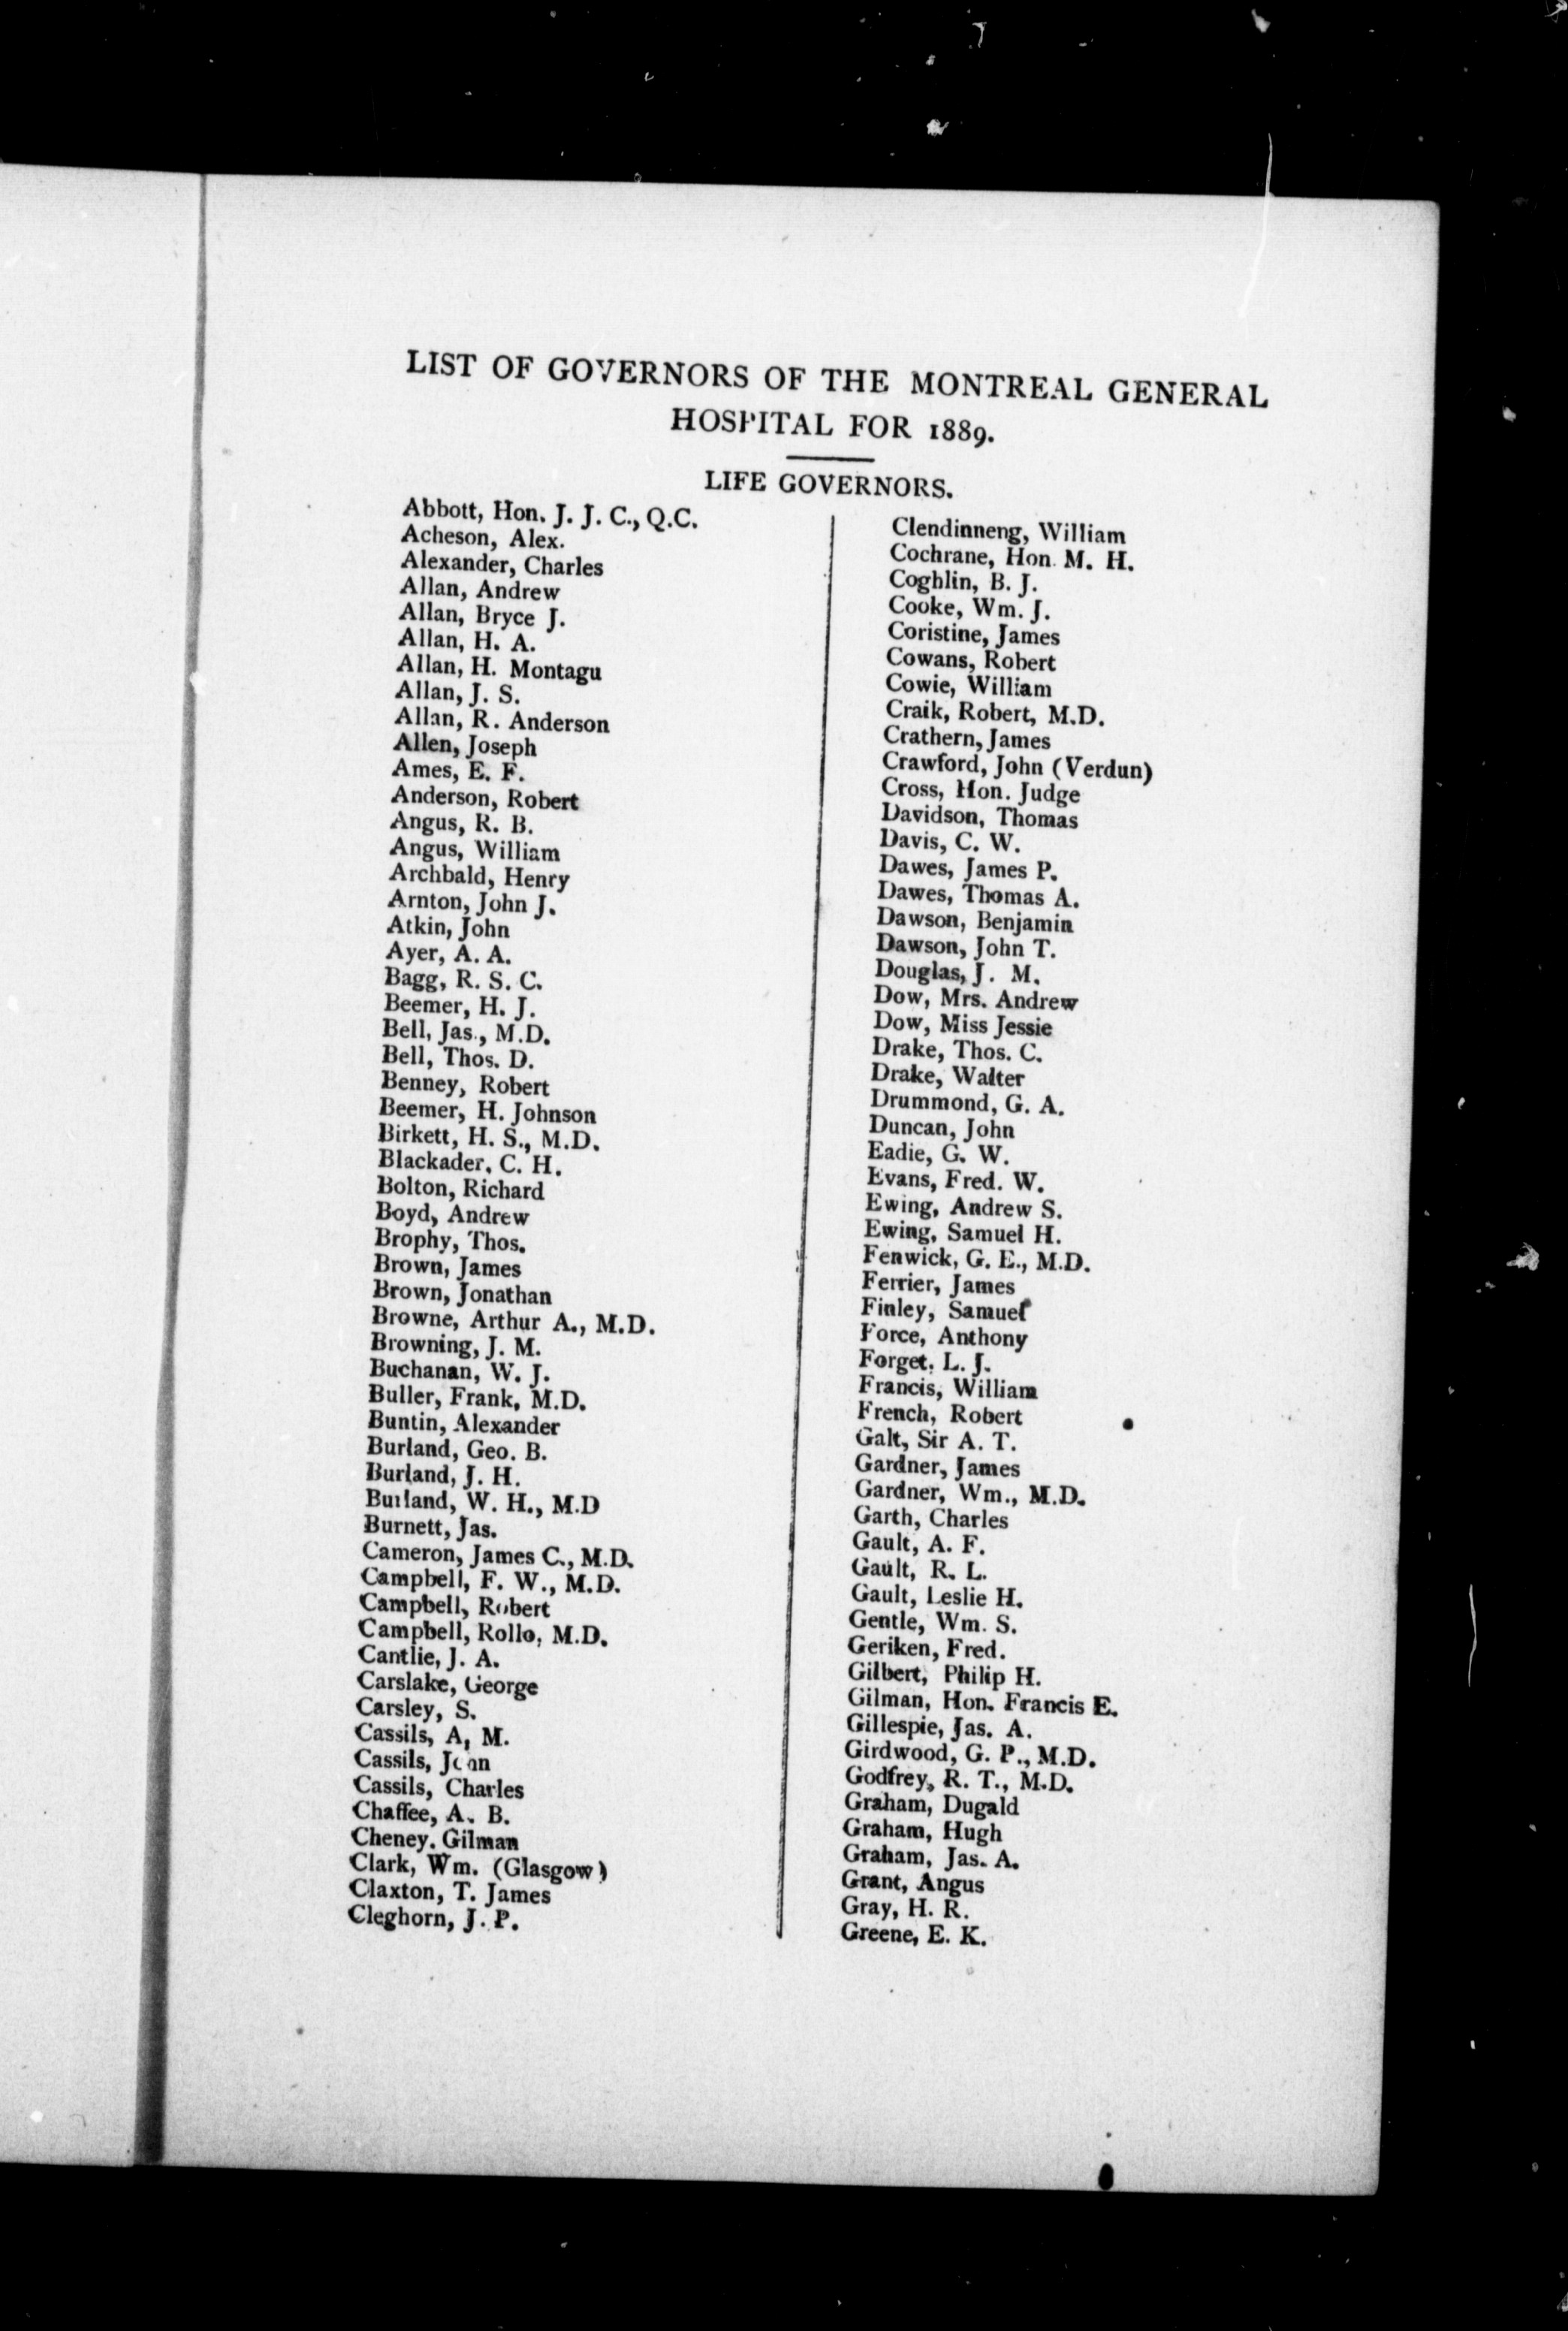 LIST OF GOVERNORS OF THE MONTREAL GENERAL
HOSPITAL FOR 1889.
LIFE GOVERNORS.
Abbott, Hon. J. J. C., Q.C.
Acheson, Alex.
Alexander, Charles
Allan, Andrew
Allan, Bryce J.
Allan, H. A.
Allan, H. Montagu
Allan, J. S.
Allan, R. Anderson
Allen, Joseph
Ames, E. F.
Anderson, Robert
Angus, R. B.
Angus, William
Archbald, Henry
Arnton, John J.
Atkin, John
Ayer, A. A.
Bagg, R. S. C.
Beemer, H. J.
Bell, Jas., M.D.
Bell, Thos. D.
Benney, Robert
Beemer, H. Johnson
Birkett, H. S., M.D.
Blackader, C. H.
Bolton, Richard
Boyd, Andrew
Brophy, Thos.
Brown, James
Brown, Jonathan
Browne, Arthur A., M.D.
Browning, J. M.
Buchanan, W. J.
Buller, Frank, M.D.
Buntin, Alexander
Burland, Geo. B.
Burland, J. H.
Burland, W. H., M.D
Burnett, Jas.
Cameron, James C., M.D.
Campbell, F. W., M.D.
Campbell, Robert
Campbell, Rollo, M.D.
Cantlie, J. A.
Carslake, George
Carsley, S.
Cassils, A, M.
Cassils, John
Cassils, Charles
Chaffee, A. B.
Cheney. Gilman
Clark, Wm. (Glasgow)
Claxton, T. James
Cleghorn, J. P.
Clendinneng, William
Cochrane, Hon. M. H.
Coghlin, B. J.
Cooke, Wm. J.
Coristine, James
Cowans, Robert
Cowie, William
Craik, Robert, M.D.
Crathern, James
Crawford, John (Verdun)
Cross, Hon. Judge
Davidson, Thomas
Davis, C. W.
Dawes, James P.
Dawes, Thomas A.
Dawson, Benjamin
Dawson, John T.
Douglas, J. M.
Dow, Mrs. Andrew
Dow, Miss Jessie
Drake, Thos. C.
Drake, Walter
Drummond, G. A.
Duncan, John
Eadie, G. W.
Evans, Fred. W.
Ewing, Andrew S.
Ewing, Samuel H.
Fenwick, G. E., M.D.
Ferrier, James
Finley, Samuel
Force, Anthony
Forget. L. J.
Francis, William
French, Robert
Galt, Sir A. T.
Gardner, James
Gardner, Wm., M.D.
Garth, Charles
Gault, A. F.
Gault, R. L.
Gault, Leslie H.
Gentle, Wm. S.
Geriken, Fred.
Gilbert, Philip H.
Gilman, Hon. Francis E.
Gillespie, Jas. A.
Girdwood, G. P., M.D.
Godfrey, R. T., M.D.
Graham, Dugald
Graham, Hugh
Graham, Jas. A.
Grant, Angus
Gray, H. R.
Greene, E. K.